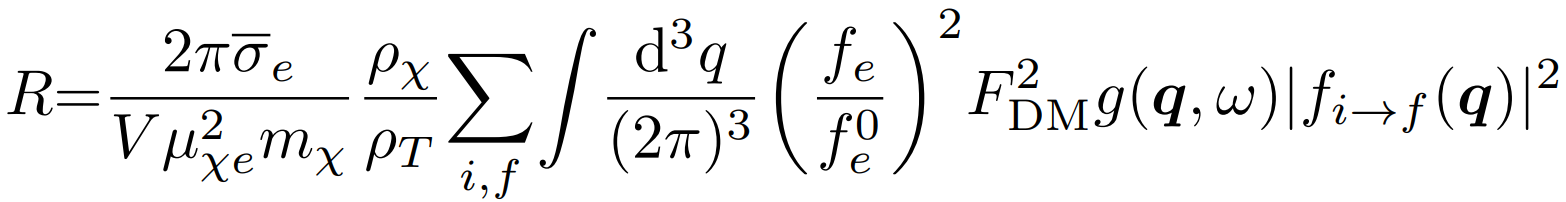 R=\frac{2\pi\overline{\sigma}_e}{V\mu_{\chi e}^2 m_\chi}\frac{\rho_\chi}{\rho_T}\sum_{i,f}\int\frac{\mathrm{d}^3q}{(2\pi)^3}\left(\frac{f_e}{f_e^0}\right)^2 F_{\mathrm{DM}}^2 g(\boldsymbol{q},\omega)|f_{i\to f}(\boldsymbol{q})|^2